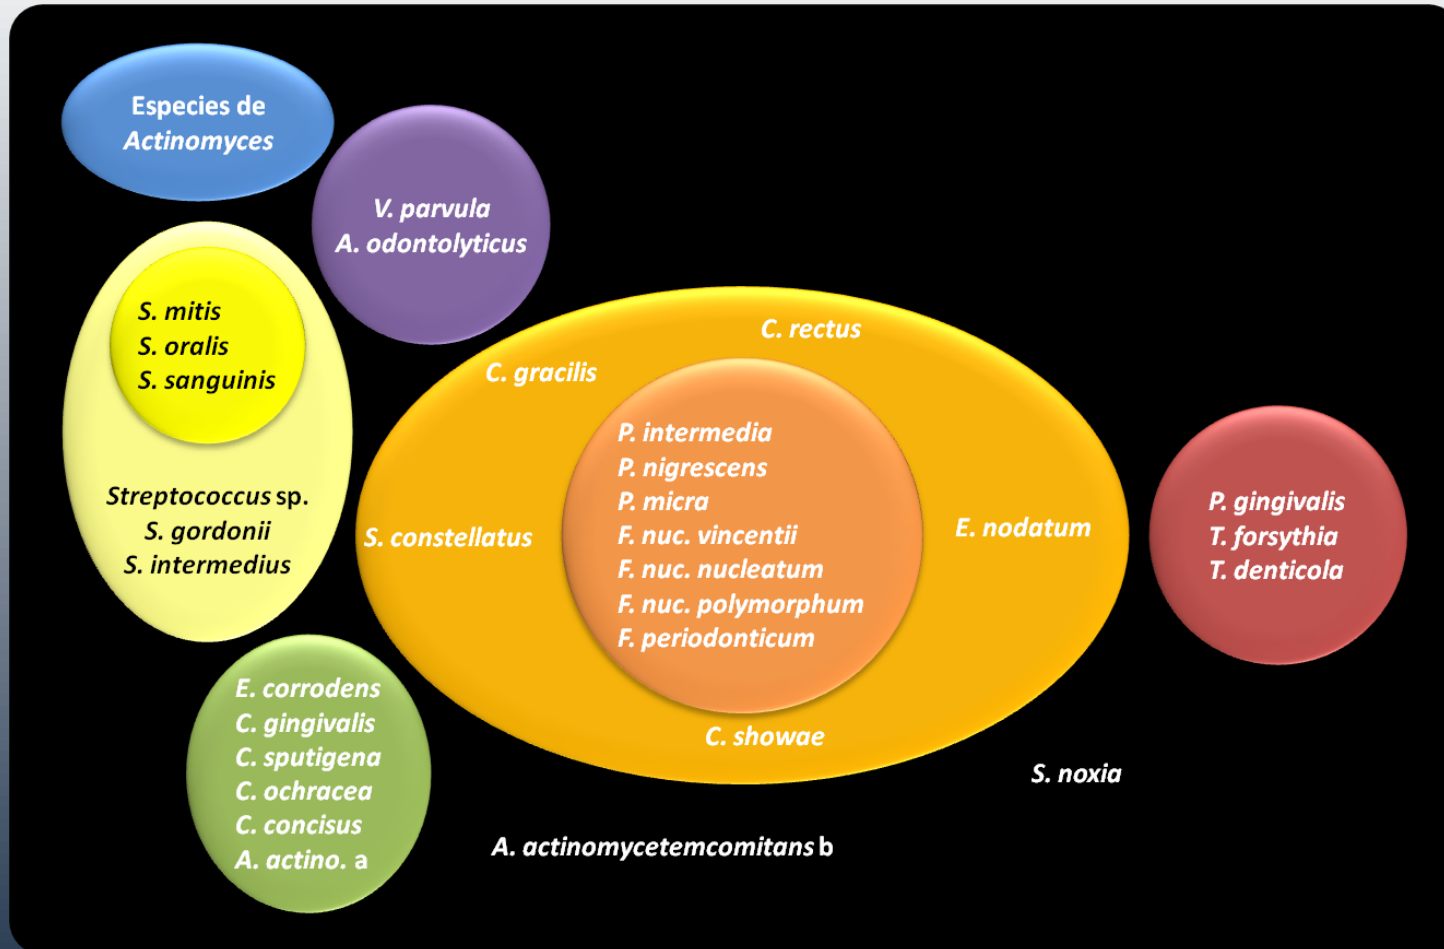 Especies de
Actinomyces
V. parvula
A. odontolyticus
S. mitis
S. oralis
S. sanguinis
Streptococcus sp.
S. gordonii
S. intermedius
E. corrodens
C. gingivalis
C. sputigena
C. ochracea
C. concisus
A. actino. a
C. rectus
C. gracilis
S. constellatus
P. intermedia
P. nigrescens
P. micra
F. nuc. vincentii
F. nuc. nucleatum
F. nuc. polymorphum
F. periodonticum
E. nodatum
C. showae
P. gingivalis
T. forsythia
T. denticola
S. noxia
A. actinomycetemcomitans b